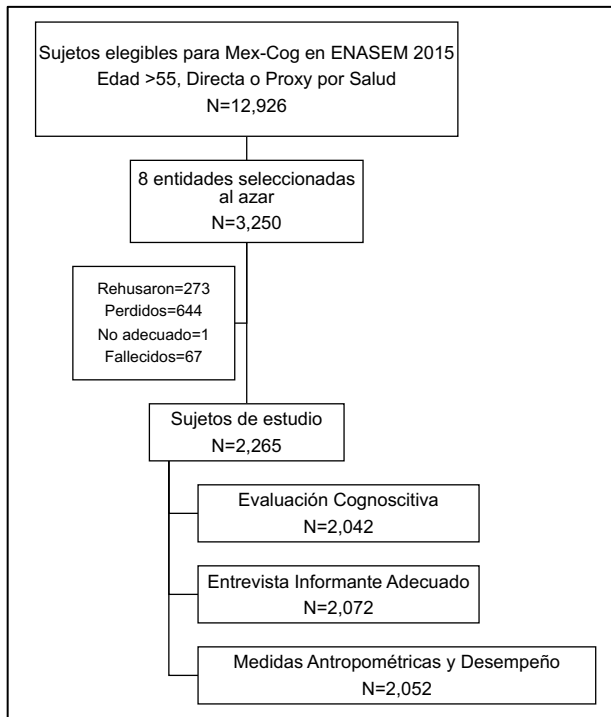 Sujetos elegibles para Mex-Cog en ENASEM 2015
Edad >55, Directa o Proxy por Salud
N=12,926
8 entidades seleccionadas
al azar
N=3,250
Rehusaron=273
Perdidos=644
No adecuado=1
Fallecidos=67
Sujetos de estudio
N=2,265
Evaluación Cognoscitiva
N=2,042
Entrevista Informante Adecuado
N=2,072
Medidas Antropométricas y Desempeño
N=2,052